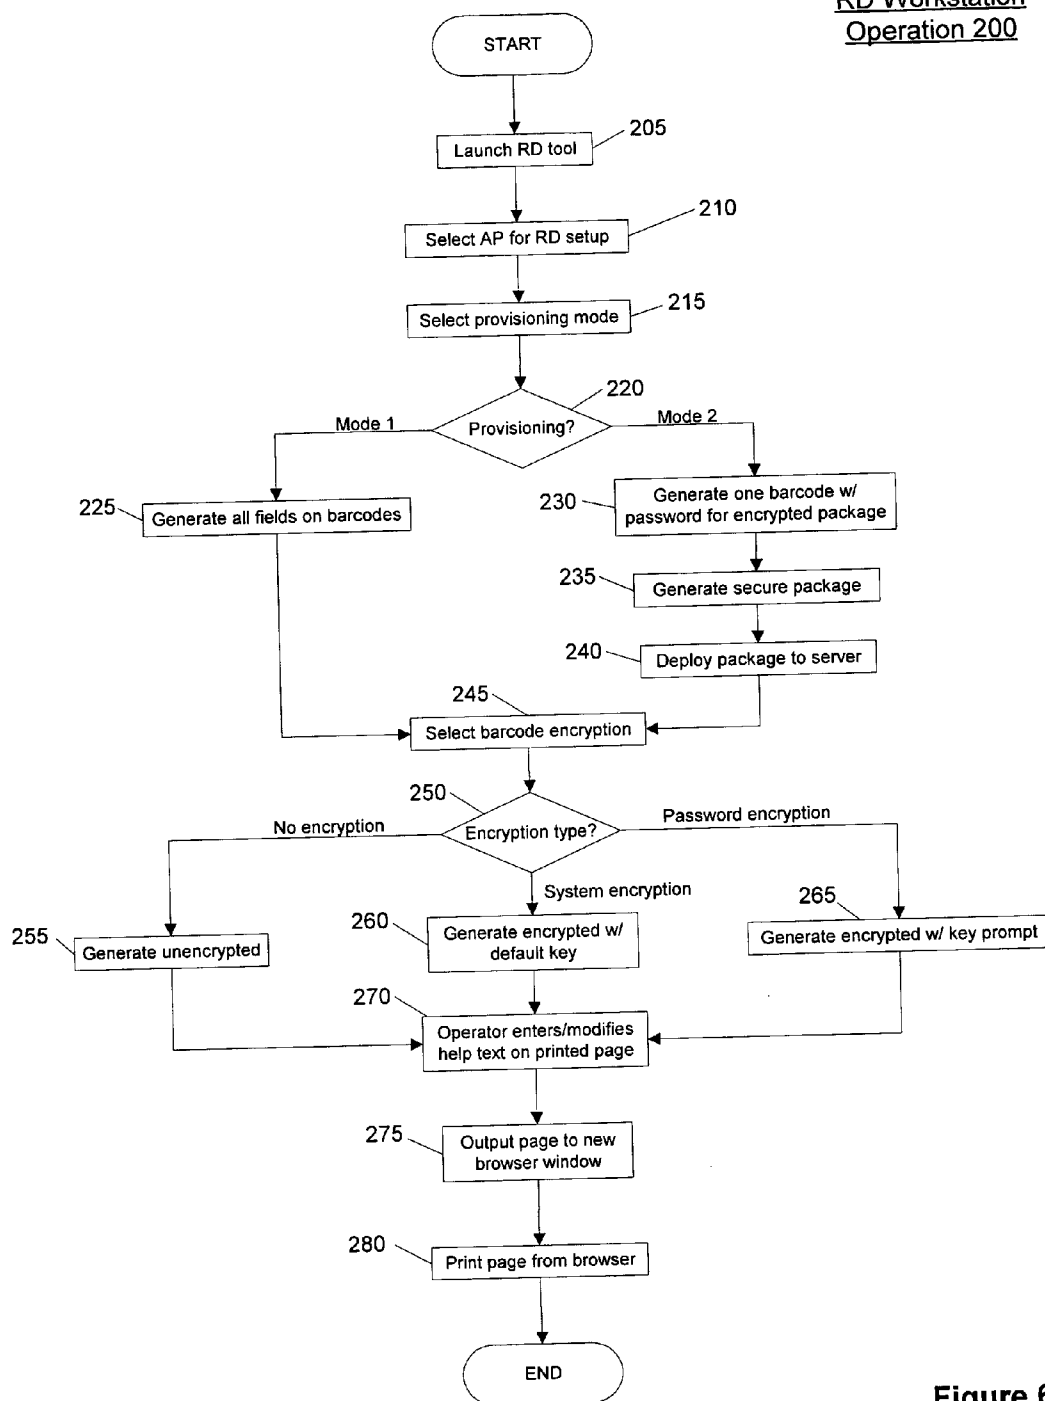 RD Workstation
Operation 200
START
205
Launch RD tool
210
Select AP for RD setup
215
Select provisioning mode
220
Mode 1
Provisioning?
Mode 2
225
Generate all fields on barcodes
230
Generate one barcode w/
password for encrypted package
235
Generate secure package
240
Deploy package to server
245
Select barcode encryption
250
No encryption
Encryption type?
Password encryption
System encryption
255
Generate unencrypted
260
Generate encrypted w/
default key
265
Generate encrypted w/ key prompt
270
Operator enters/modifies
help text on printed page
275
Output page to new
browser window
280
Print page from browser
END
Figure 6